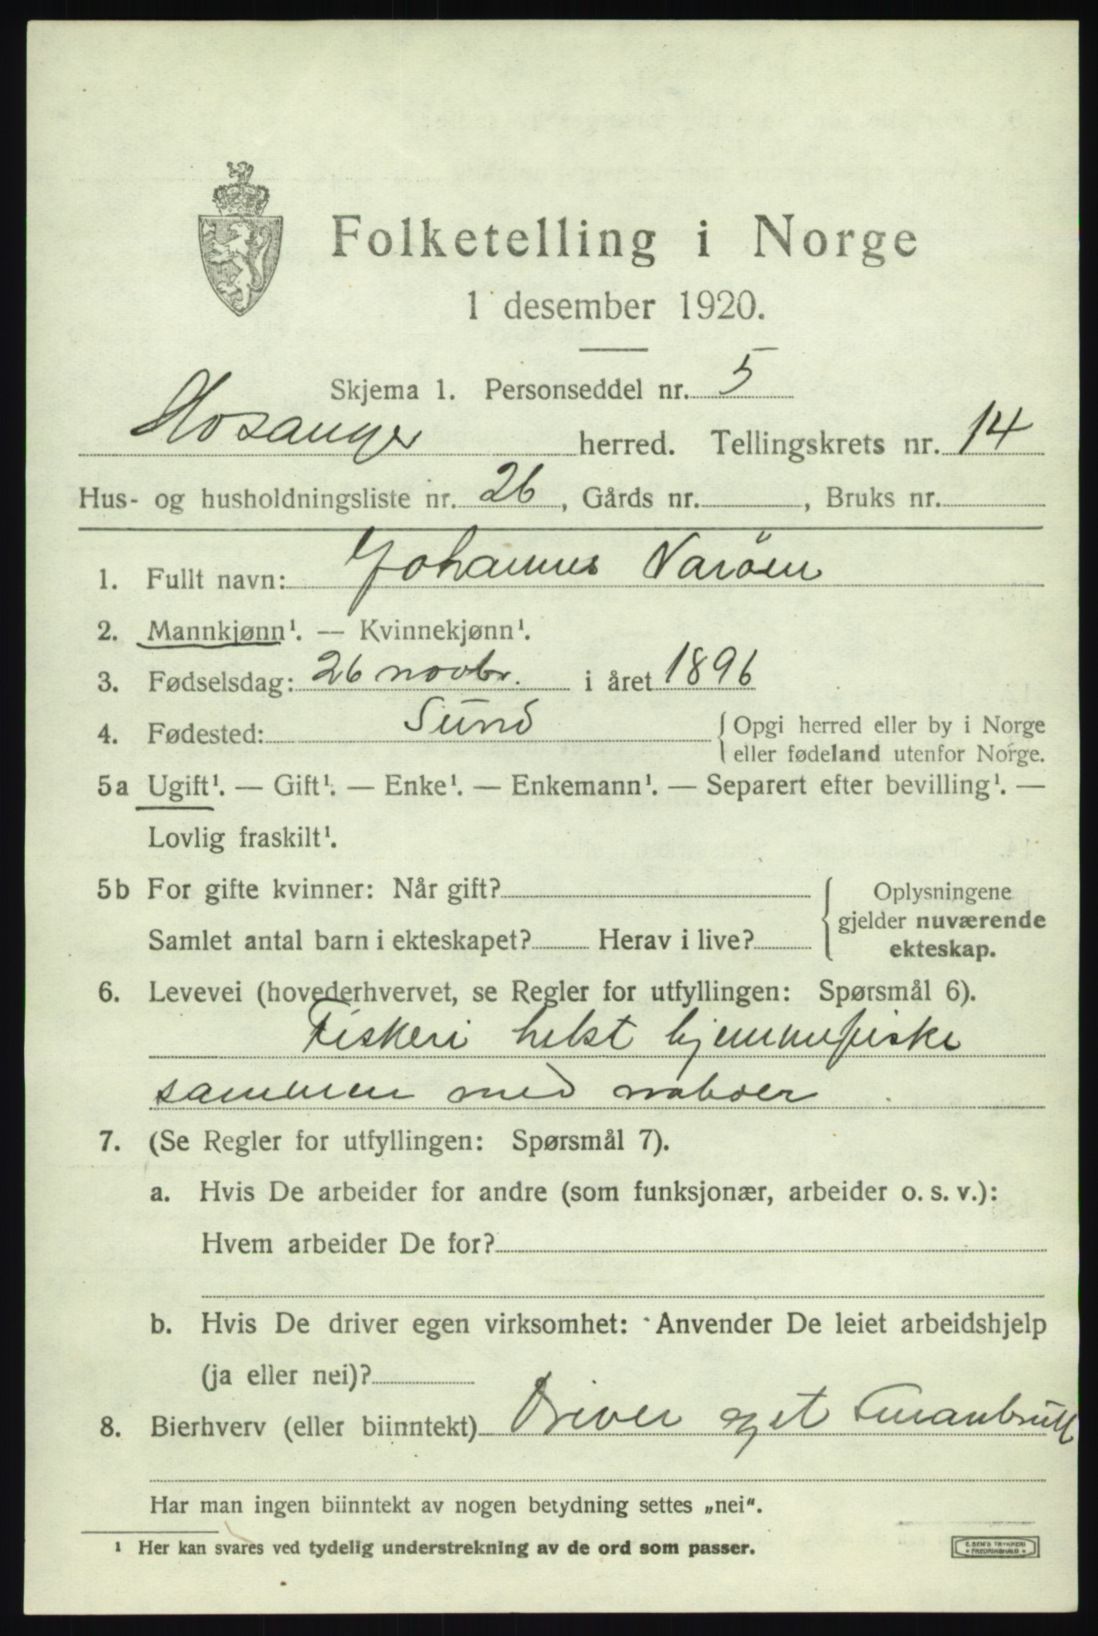 Folketelling i Norge
1 desember 1920.
Skjema 1. Personseddel nr. 5
Hosanger herred. Tellingskrets nr. 14
Hus- og husholdningsliste nr. 26, Gårds nr. , Bruks nr.
1. Fullt navn: Johannes Narøen
2. Mannkjønn¹. — Kvinnekjønn¹.
3. Fødselsdag: 26 novbr. i året 1896
4. Fødested: Sund {Opgi herred eller by i Norge
eller fødeland utenfor Norge.
5a Ugift¹. — Gift¹. — Enke¹. — Enkemann¹. — Separert efter bevilling¹. —
Lovlig fraskilt¹.
5b For gifte kvinner: Når gift? { Oplysningene
gjelder nuværende
Samlet antal barn i ekteskapet? Herav i live?
ekteskap.
6. Levevei (hovederhvervet, se Regler for utfyllingen: Spørsmål 6).
Fiskeri helst hjemmefiske
sammen med naboer
7. (Se Regler for utfyllingen: Spørsmål 7).
a. Hvis De arbeider for andre (som funksjonær, arbeider o. s. v.):
Hvem arbeider De for?
b. Hvis De driver egen virksomhet: Anvender De leiet arbeidshjelp
(ja eller nei)?
8. Bierhverv (eller biinntekt) Driver eget
Har man ingen biinntekt av nogen betydning settes „nei".
¹ Her kan svares ved tydelig understrekning av de ord som passer.